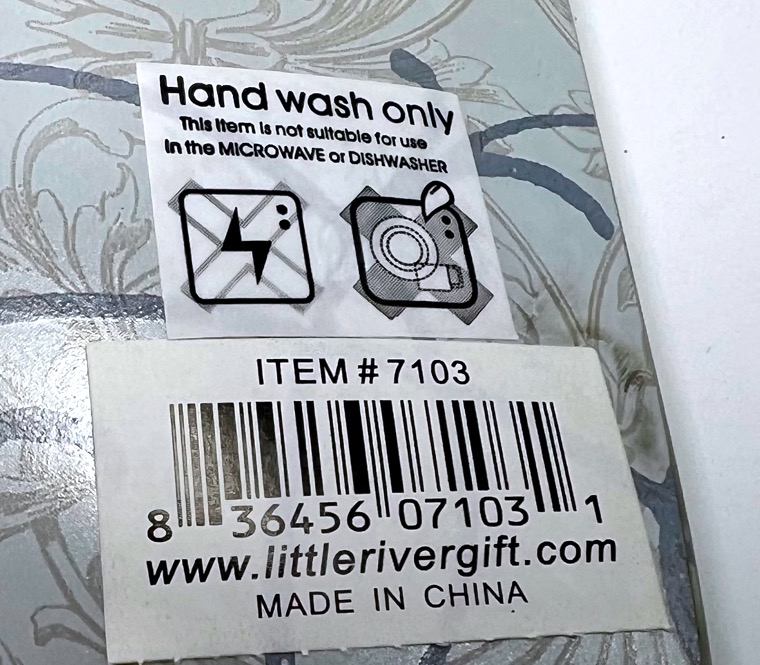 Hand wash only
This item is not suitable for use
in the MICROWAVE or DISHWASHER
ITEM # 7103
8 36456 07103 1
www.littlerivergift.com
MADE IN CHINA